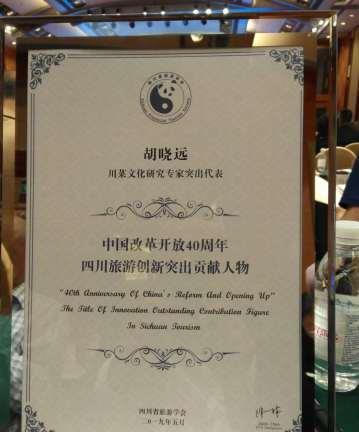 胡晓远
川菜文化研究专家突出代表
中国改革开放40周年
四川旅游创新突出贡献人物
"40th Anniversary Of China's Reform And Opening Up"
The Title Of Innovation Outstanding Contribution Figure
In Sichuan Tourism
四川省旅游学会
二〇一九年五月